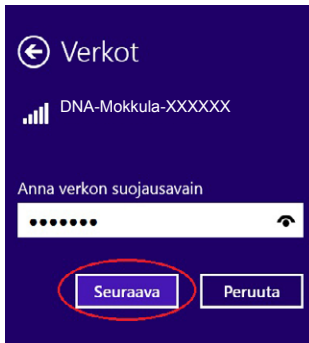 Verkot
DNA-Mokkula-XXXXXX
Anna verkon suojausavain
•••••••
Seuraava
Peruuta